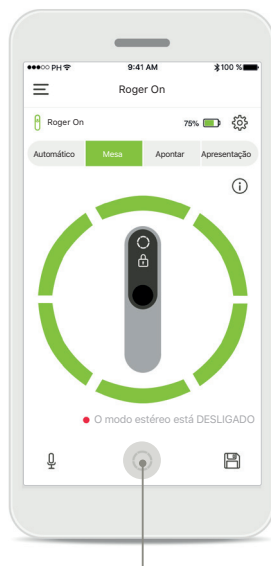 PH 9:41 AM 100 %
Roger On
Roger On 75%
Automático Mesa Apontar Apresentação
O modo estéreo está DESLIGADO